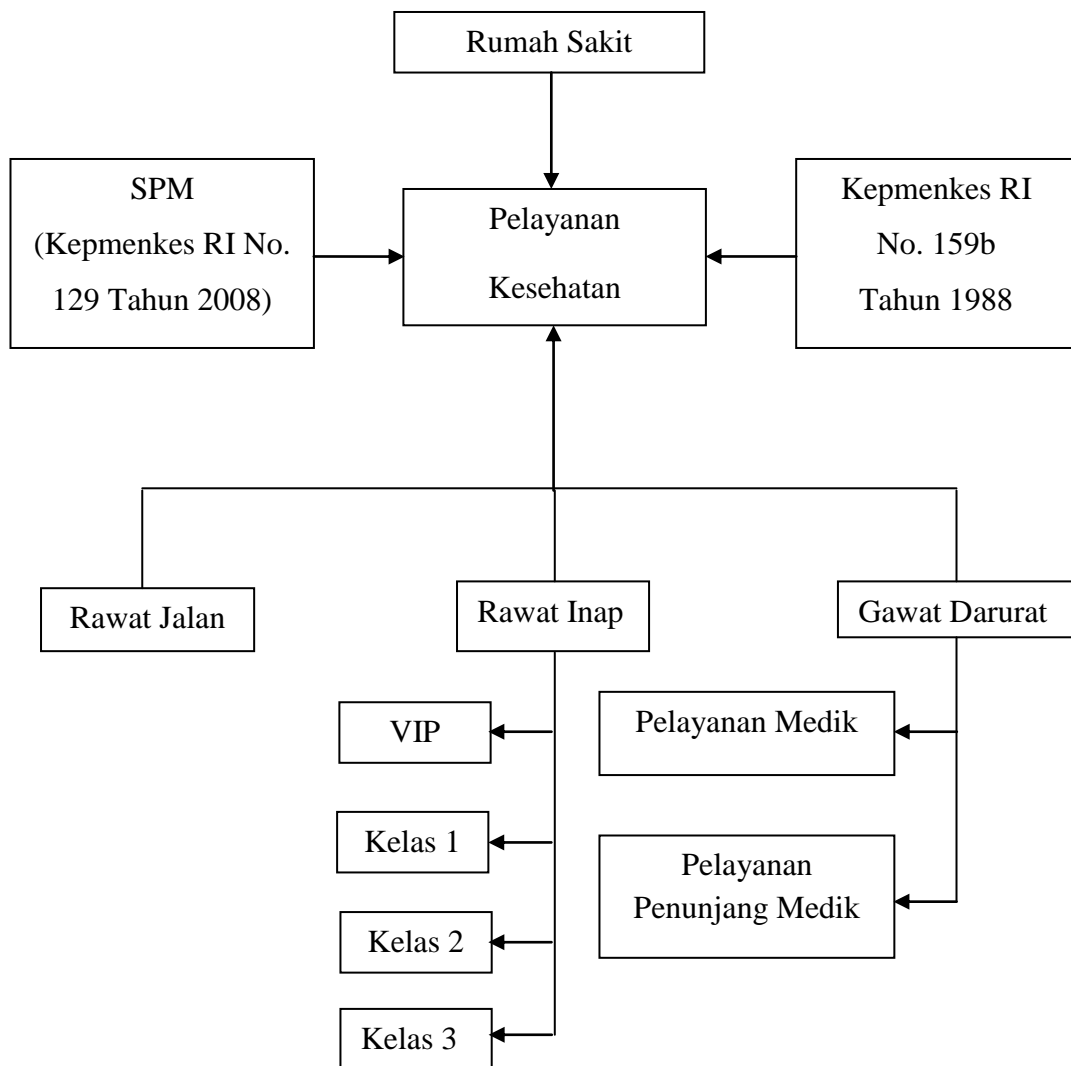 Rumah Sakit
SPM
(Kepmenkes RI No.
129 Tahun 2008)
Pelayanan
Kesehatan
Kepmenkes RI
No. 159b
Tahun 1988
Rawat Jalan
Rawat Inap
Gawat Darurat
VIP
Kelas 1
Kelas 2
Kelas 3
Pelayanan Medik
Pelayanan
Penunjang Medik